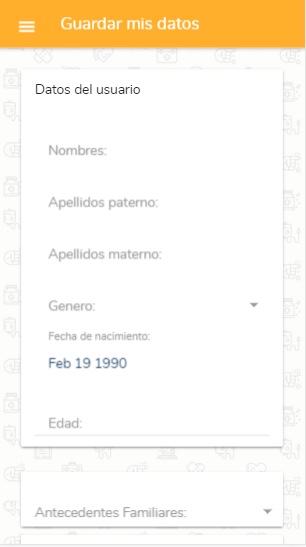 Guardar mis datos
Datos del usuario
Nombres:
Apellidos paterno:
Apellidos materno:
Genero:
Fecha de nacimiento:
Feb 19 1990
Edad:
Antecedentes Familiares: